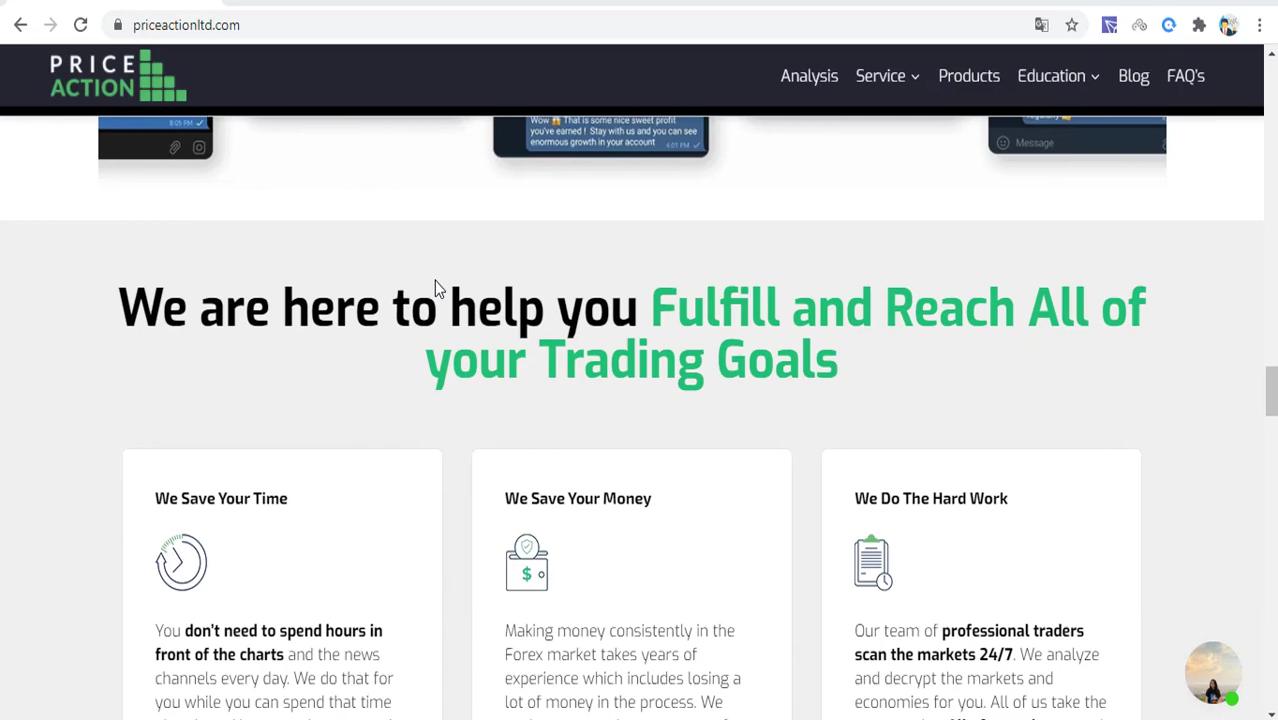 priceactionltd.com
PRICE
ACTION
Analysis
Service
Products
Education
Blog
FAQ's
8:05 PM
Wow 😱 That is some nice sweet profit
you've earned ! Stay with us and you can see
enormous growth in your account
4:01 PM
Message
We are here to help you Fulfill and Reach All of
your Trading Goals
We Save Your Time
You don't need to spend hours in
front of the charts and the news
channels every day. We do that for
you while you can spend that time
We Save Your Money
Making money consistently in the
Forex market takes years of
experience which includes losing a
lot of money in the process. We
We Do The Hard Work
Our team of professional traders
scan the markets 24/7. We analyze
and decrypt the markets and
economies for you. All of us take the